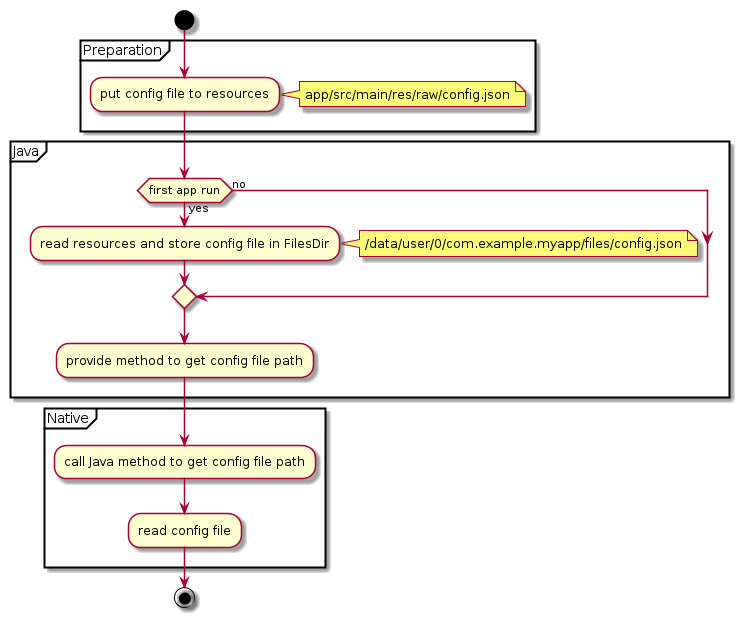 Preparation
put config file to resources
app/src/main/res/raw/config.json
Java
first app run
no
yes
read resources and store config file in FilesDir
/data/user/0/com.example.myapp/files/config.json
provide method to get config file path
Native
call Java method to get config file path
read config file